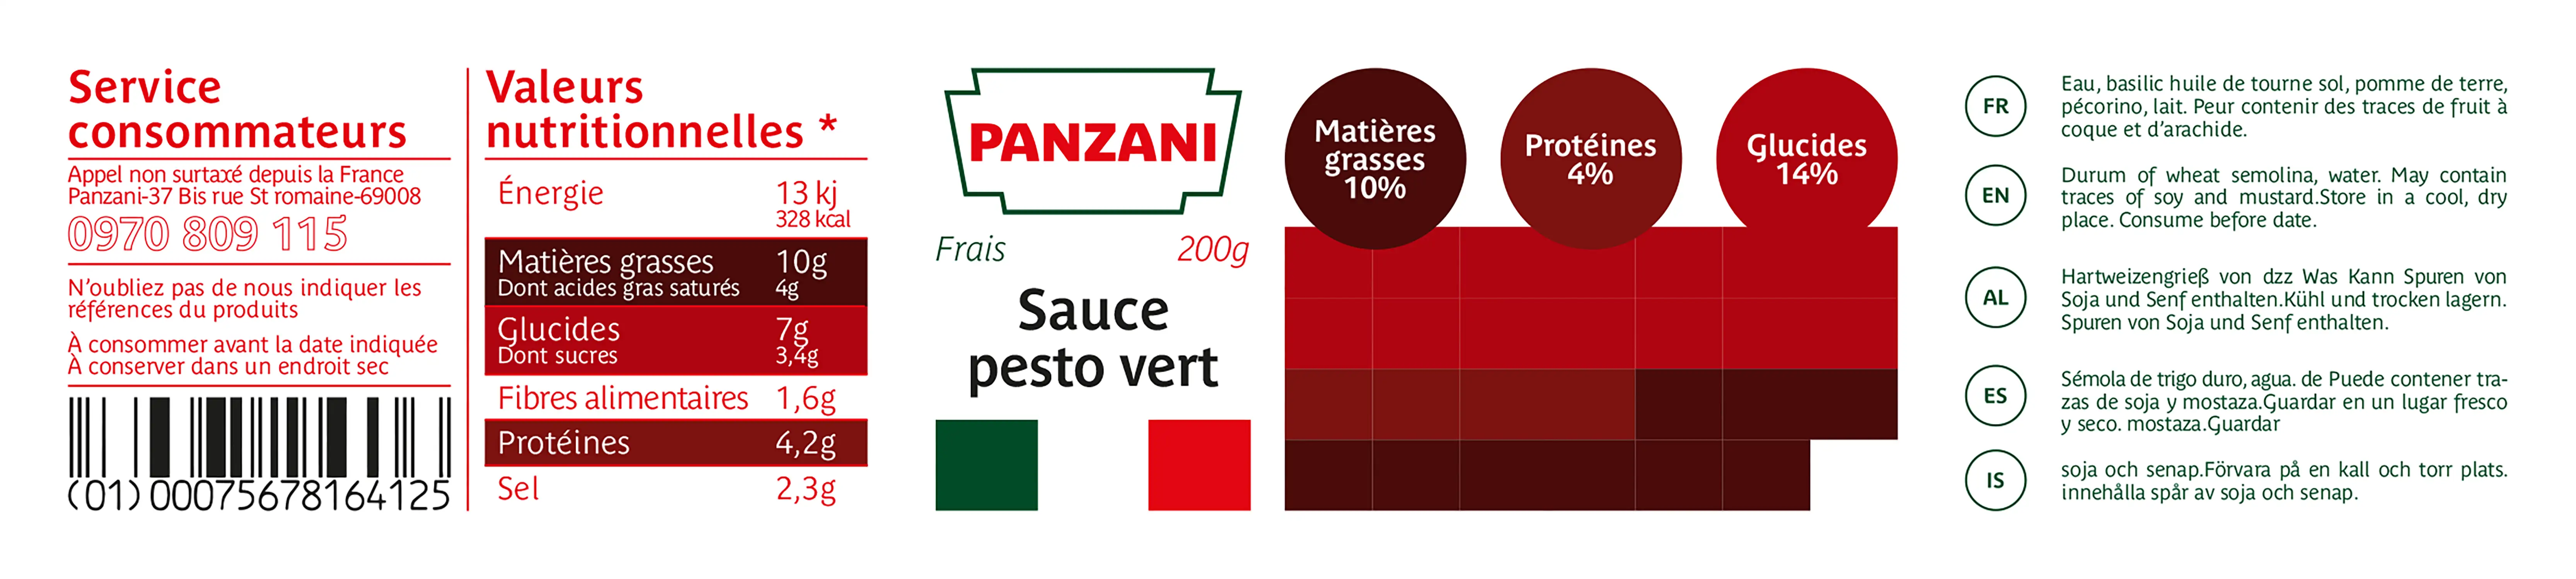 Service
consommateurs
Appel non surtaxé depuis la France
Panzani-37 Bis rue St romaine-69008
0970 809 115
N'oubliez pas de nous indiquer les
références du produits
À consommer avant la date indiquée
À conserver dans un endroit sec
(01) 00075678164125
Valeurs
nutritionnelles *
Énergie 13 kj
328 kcal
Matières grasses 10g
Dont acides gras saturés 4g
Glucides 7g
Dont sucres 3,4g
Fibres alimentaires 1,6g
Protéines 4,2g
Sel 2,3g
PANZANI
Frais 200g
Sauce
pesto vert
Matières
grasses
10%
Protéines
4%
Glucides
14%
FR
Eau, basilic huile de tourne sol, pomme de terre,
pécorino, lait. Peur contenir des traces de fruit à
coque et d'arachide.
EN
Durum of wheat semolina, water. May contain
traces of soy and mustard.Store in a cool, dry
place. Consume before date.
AL
Hartweizengrieß von dzz Was Kann Spuren von
Soja und Senf enthalten.Kühl und trocken lagern.
Spuren von Soja und Senf enthalten.
ES
Sémola de trigo duro, agua. de Puede contener tra-
zas de soja y mostaza.Guardar en un lugar fresco
y seco. mostaza.Guardar
IS
soja och senap.Förvara på en kall och torr plats.
innehålla spår av soja och senap.